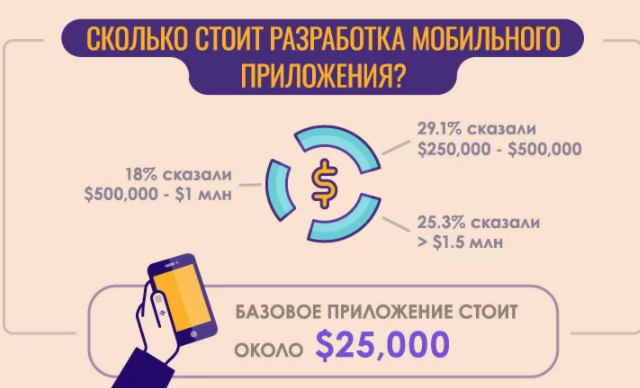 СКОЛЬКО СТОИТ РАЗРАБОТКА МОБИЛЬНОГО
ПРИЛОЖЕНИЯ?
29.1% сказали
$250,000 - $500,000
18% сказали
$500,000 - $1 млн
$
25.3% сказали
> $1.5 млн
БАЗОВОЕ ПРИЛОЖЕНИЕ СТОИТ
ОКОЛО $25,000